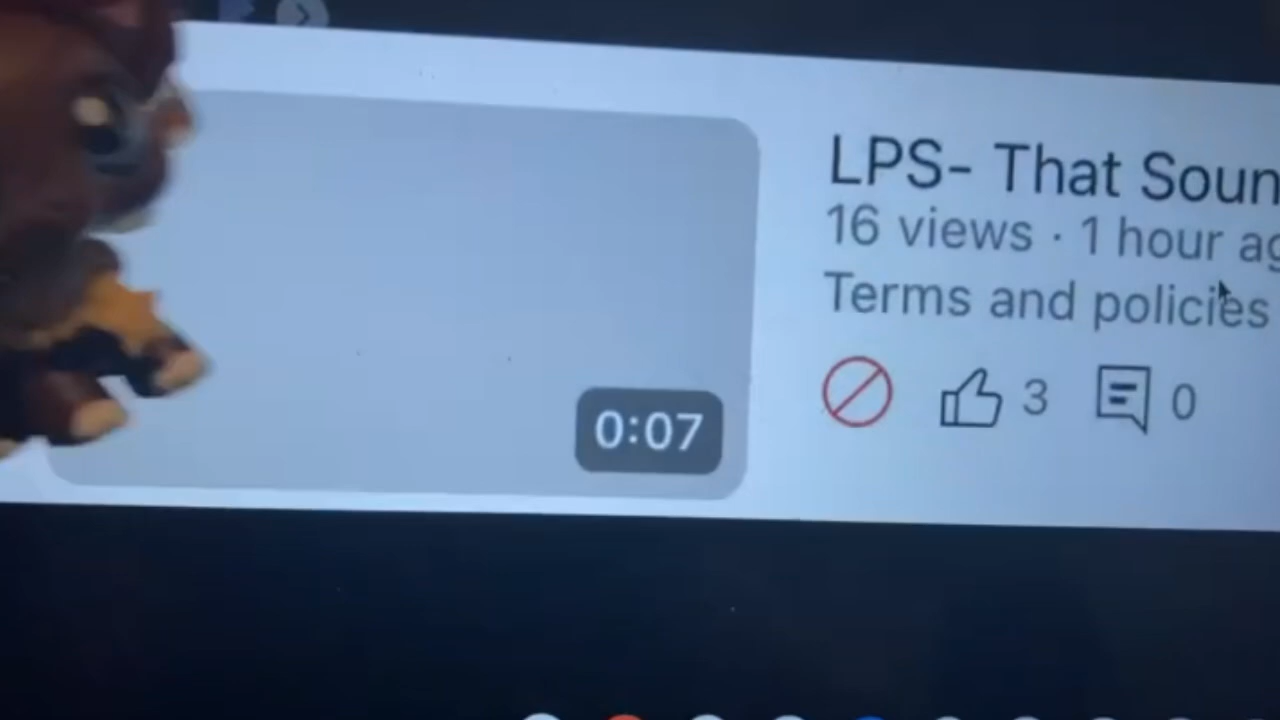 LPS- That Soun
16 views · 1 hour ag
Terms and policies
3 0
0:07